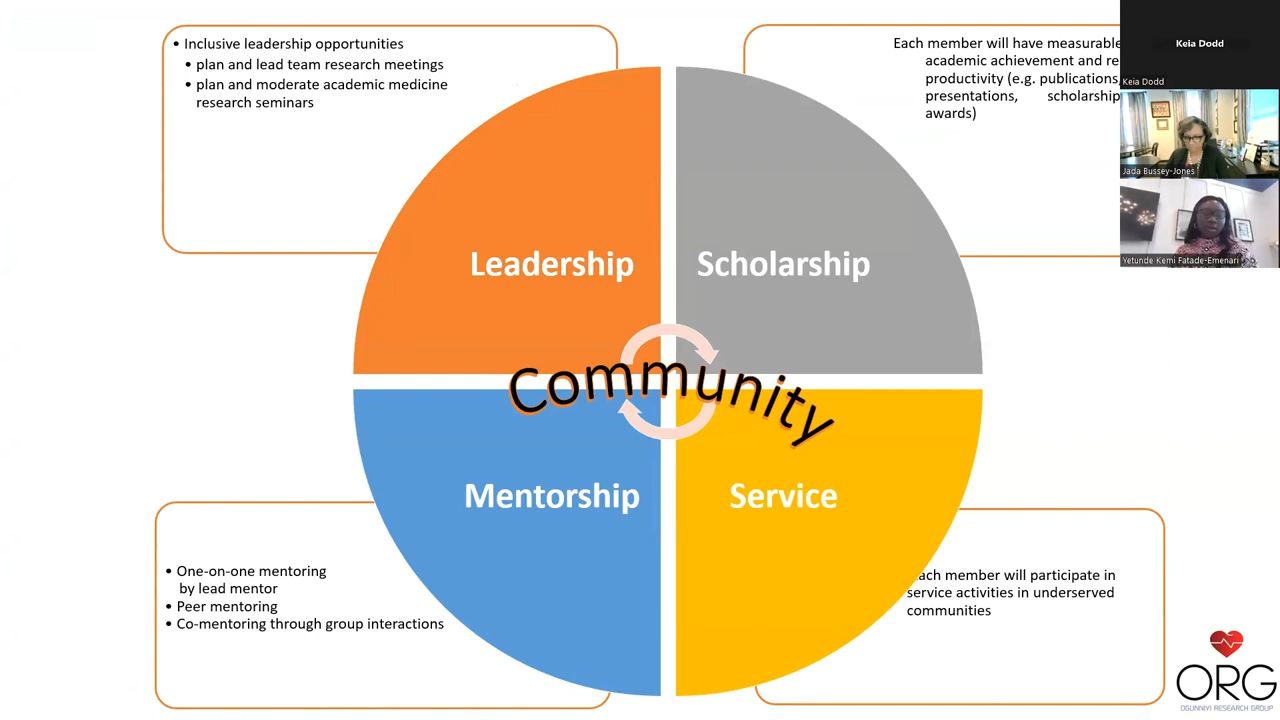 • Inclusive leadership opportunities
• plan and lead team research meetings
• plan and moderate academic medicine
research seminars
Each member will have measurable
academic achievement and re
productivity (e.g. publications,
presentations, scholarship
awards)
Keia Dodd
Keia Dodd
Jada Bussey-Jones
Yetunde Kemi Fatade-Emenari
Leadership
Scholarship
Community
Mentorship
Service
• One-on-one mentoring
by lead mentor
• Peer mentoring
• Co-mentoring through group interactions
ach member will participate in
service activities in underserved
communities
ORG
OGUNNIYI RESEARCH GROUP